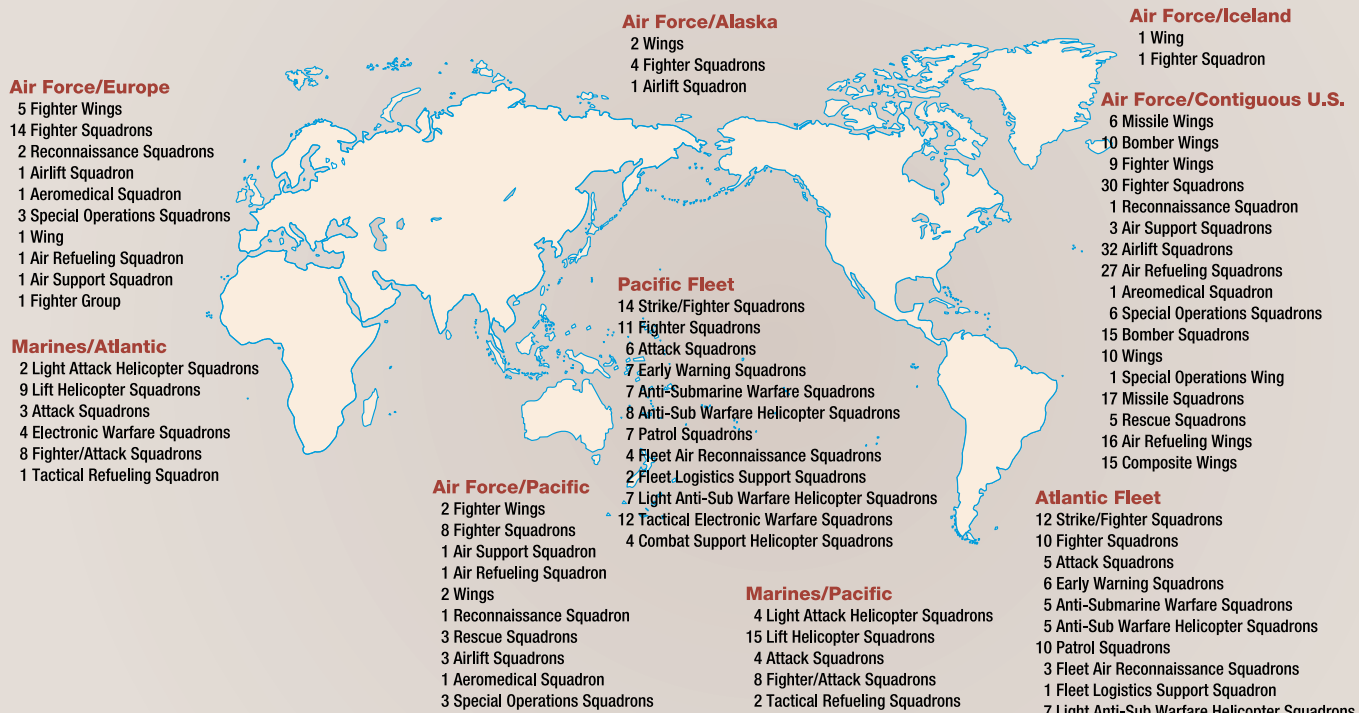 Air Force/Alaska
2 Wings
4 Fighter Squadrons
1 Airlift Squadron
Air Force/Iceland
1 Wing
1 Fighter Squadron
Air Force/Europe
5 Fighter Wings
14 Fighter Squadrons
2 Reconnaissance Squadrons
1 Airlift Squadron
1 Aeromedical Squadron
3 Special Operations Squadrons
1 Wing
1 Air Refueling Squadron
1 Air Support Squadron
1 Fighter Group
Air Force/Contiguous U.S.
6 Missile Wings
10 Bomber Wings
9 Fighter Wings
30 Fighter Squadrons
1 Reconnaissance Squadron
3 Air Support Squadrons
32 Airlift Squadrons
27 Air Refueling Squadrons
1 Areomedical Squadron
6 Special Operations Squadrons
15 Bomber Squadrons
10 Wings
1 Special Operations Wing
17 Missile Squadrons
5 Rescue Squadrons
16 Air Refueling Wings
15 Composite Wings
Marines/Atlantic
2 Light Attack Helicopter Squadrons
9 Lift Helicopter Squadrons
3 Attack Squadrons
4 Electronic Warfare Squadrons
8 Fighter/Attack Squadrons
1 Tactical Refueling Squadron
Pacific Fleet
14 Strike/Fighter Squadrons
11 Fighter Squadrons
6 Attack Squadrons
7 Early Warning Squadrons
7 Anti-Submarine Warfare Squadrons
8 Anti-Sub Warfare Helicopter Squadrons
7 Patrol Squadrons
4 Fleet Air Reconnaissance Squadrons
2 Fleet Logistics Support Squadrons
7 Light Anti-Sub Warfare Helicopter Squadrons
12 Tactical Electronic Warfare Squadrons
4 Combat Support Helicopter Squadrons
Air Force/Pacific
2 Fighter Wings
8 Fighter Squadrons
1 Air Support Squadron
1 Air Refueling Squadron
2 Wings
1 Reconnaissance Squadron
3 Rescue Squadrons
3 Airlift Squadrons
1 Aeromedical Squadron
3 Special Operations Squadrons
Marines/Pacific
4 Light Attack Helicopter Squadrons
15 Lift Helicopter Squadrons
4 Attack Squadrons
8 Fighter/Attack Squadrons
2 Tactical Refueling Squadrons
Atlantic Fleet
12 Strike/Fighter Squadrons
10 Fighter Squadrons
5 Attack Squadrons
6 Early Warning Squadrons
5 Anti-Submarine Warfare Squadrons
5 Anti-Sub Warfare Helicopter Squadrons
10 Patrol Squadrons
3 Fleet Air Reconnaissance Squadrons
1 Fleet Logistics Support Squadron
7 Light Anti-Sub Warfare Helicopter Squadrons